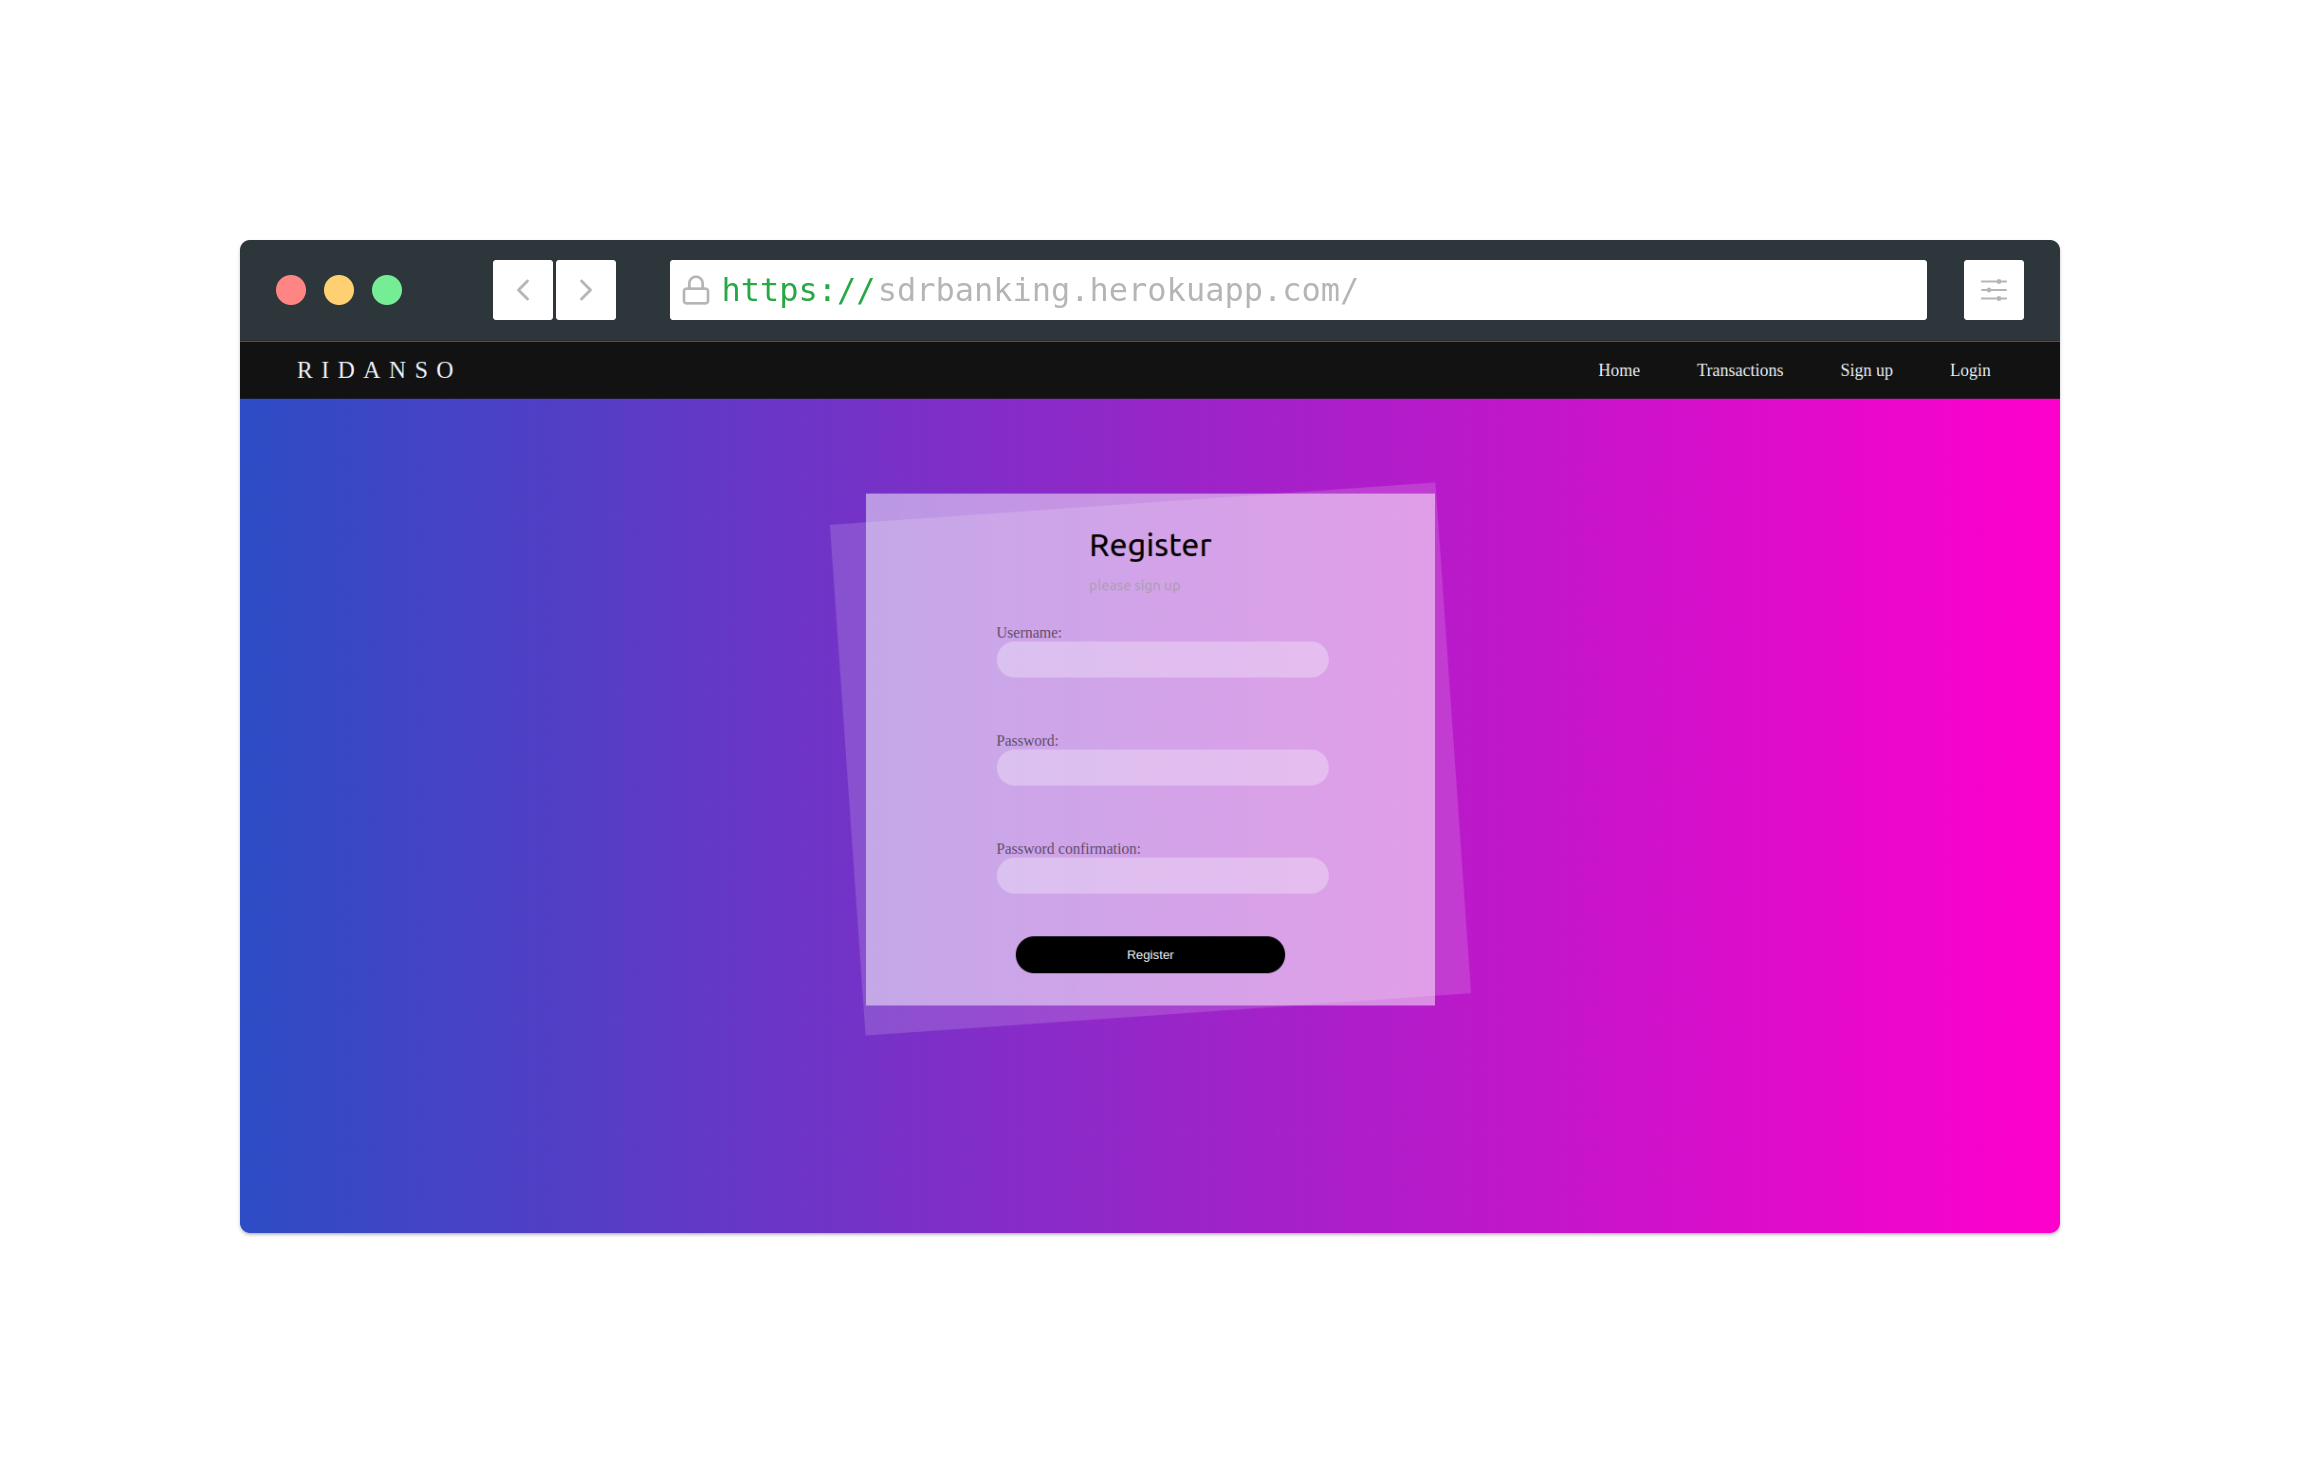 https://sdrbanking.herokuapp.com/
RIDANSO Home Transactions Sign up Login
Register
please sign up
Username:
Password:
Password confirmation:
Register